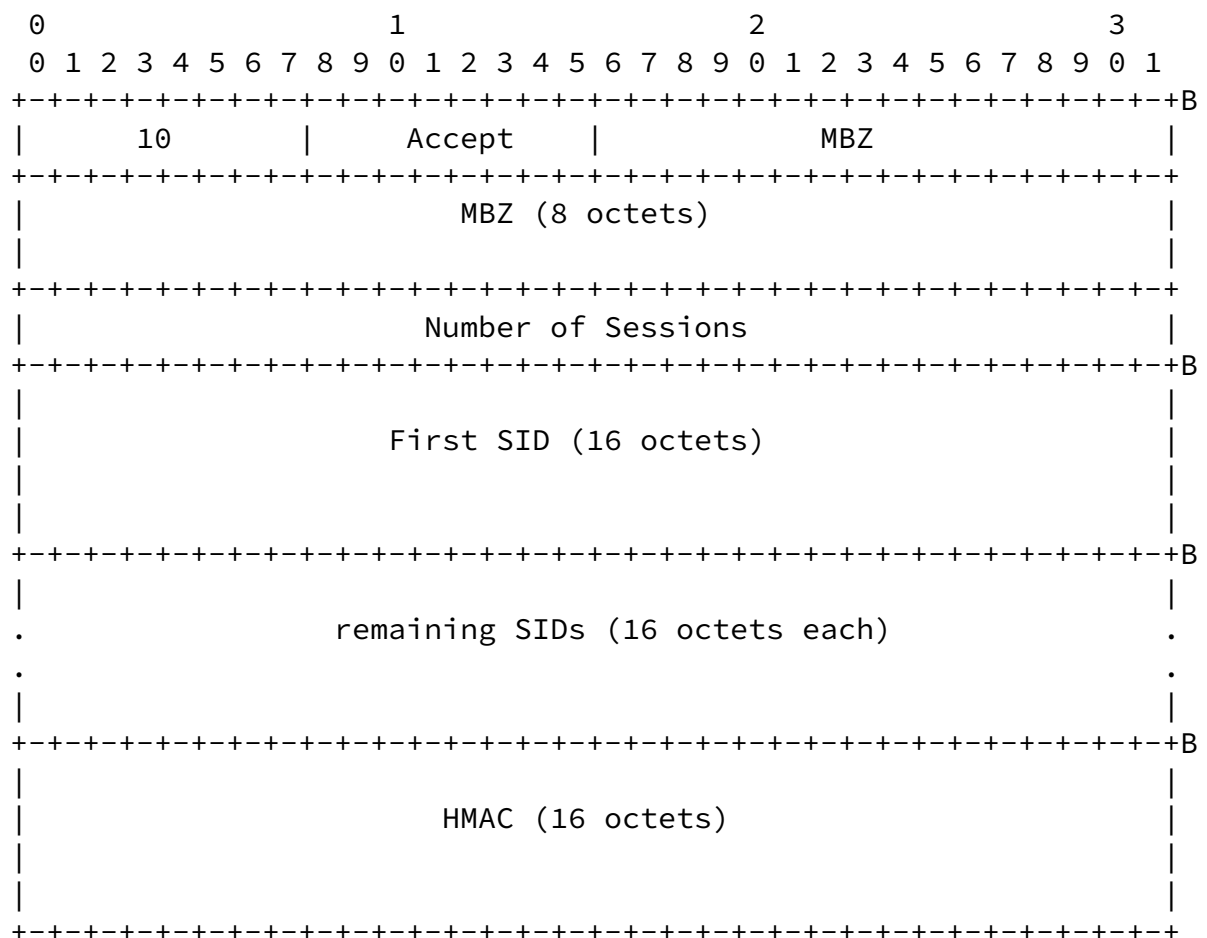 0                   1                   2                   3
 0 1 2 3 4 5 6 7 8 9 0 1 2 3 4 5 6 7 8 9 0 1 2 3 4 5 6 7 8 9 0 1
+-+-+-+-+-+-+-+-+-+-+-+-+-+-+-+-+-+-+-+-+-+-+-+-+-+-+-+-+-+-+-+-+B
|      10       |     Accept    |            MBZ                |
+-+-+-+-+-+-+-+-+-+-+-+-+-+-+-+-+-+-+-+-+-+-+-+-+-+-+-+-+-+-+-+-+
|                        MBZ (8 octets)                         |
|                                                               |
+-+-+-+-+-+-+-+-+-+-+-+-+-+-+-+-+-+-+-+-+-+-+-+-+-+-+-+-+-+-+-+-+
|                      Number of Sessions                       |
+-+-+-+-+-+-+-+-+-+-+-+-+-+-+-+-+-+-+-+-+-+-+-+-+-+-+-+-+-+-+-+-+B
|                                                               |
|                    First SID (16 octets)                      |
|                                                               |
|                                                               |
+-+-+-+-+-+-+-+-+-+-+-+-+-+-+-+-+-+-+-+-+-+-+-+-+-+-+-+-+-+-+-+-+B
|                                                               |
.                 remaining SIDs (16 octets each)               .
.                                                               .
|                                                               |
+-+-+-+-+-+-+-+-+-+-+-+-+-+-+-+-+-+-+-+-+-+-+-+-+-+-+-+-+-+-+-+-+B
|                                                               |
|                       HMAC (16 octets)                        |
|                                                               |
|                                                               |
+-+-+-+-+-+-+-+-+-+-+-+-+-+-+-+-+-+-+-+-+-+-+-+-+-+-+-+-+-+-+-+-+